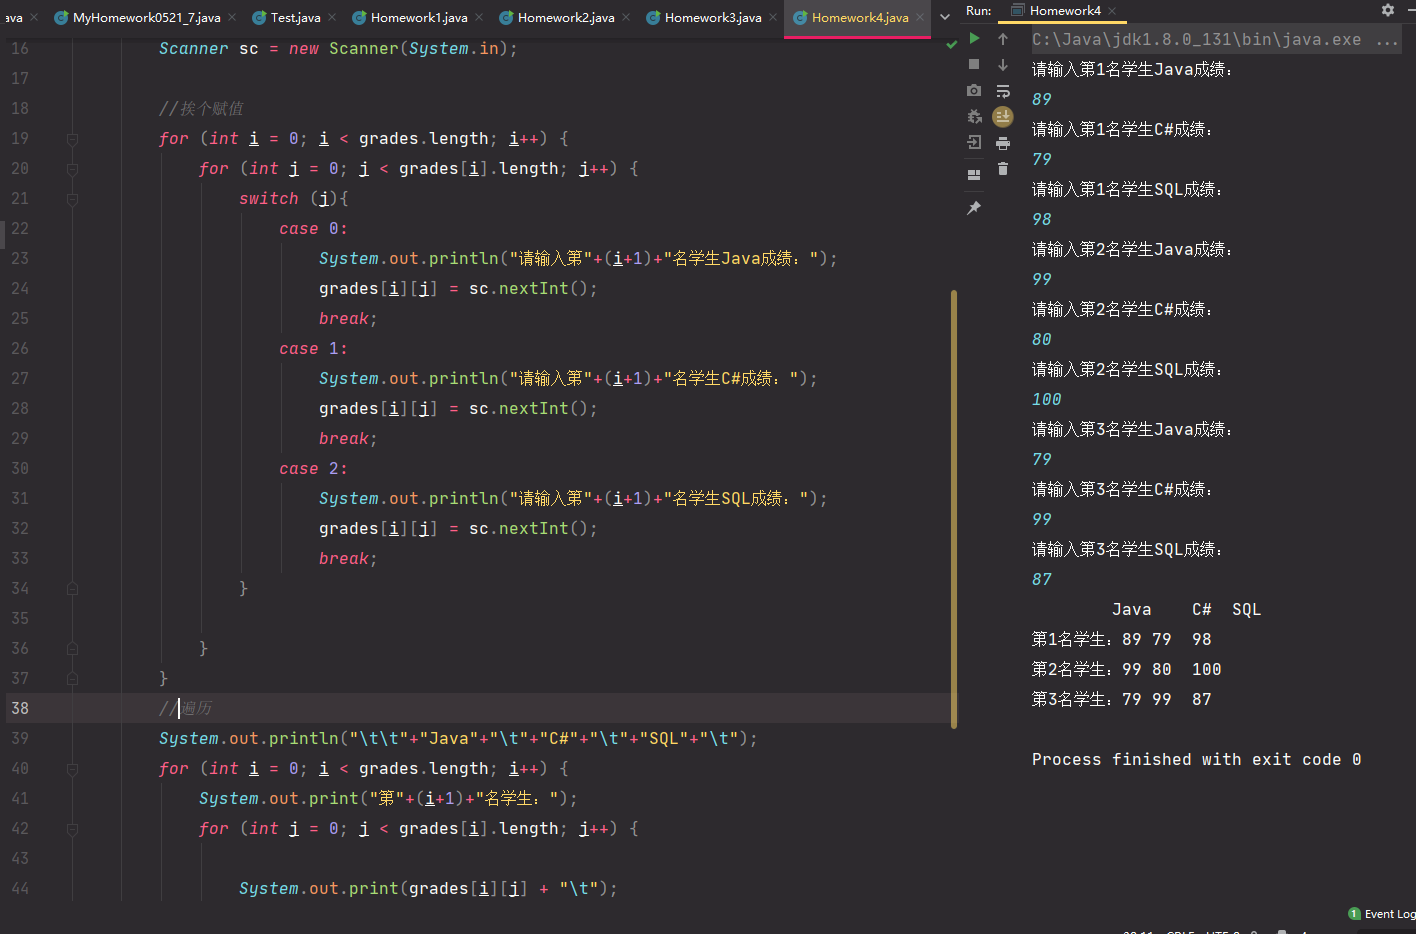 ava MyHomework0521_7.java Test.java Homework1.java Homework2.java Homework3.java Homework4.java
16 Scanner sc = new Scanner(System.in);
17
18 //挨个赋值
19 for (int i = 0; i < grades.length; i++) {
20 for (int j = 0; j < grades[i].length; j++) {
21 switch (j){
22 case 0:
23 System.out.println("请输入第"+(i+1)+"名学生Java成绩：");
24 grades[i][j] = sc.nextInt();
25 break;
26 case 1:
27 System.out.println("请输入第"+(i+1)+"名学生C#成绩：");
28 grades[i][j] = sc.nextInt();
29 break;
30 case 2:
31 System.out.println("请输入第"+(i+1)+"名学生SQL成绩：");
32 grades[i][j] = sc.nextInt();
33 break;
34 }
35
36 }
37 }
38 //遍历
39 System.out.println("\t\t"+"Java"+"\t"+"C#"+"\t"+"SQL"+"\t");
40 for (int i = 0; i < grades.length; i++) {
41 System.out.print("第"+(i+1)+"名学生：");
42 for (int j = 0; j < grades[i].length; j++) {
43
44 System.out.print(grades[i][j] + "\t");
Run: Homework4
C:\Java\jdk1.8.0_131\bin\java.exe ...
请输入第1名学生Java成绩：
89
请输入第1名学生C#成绩：
79
请输入第1名学生SQL成绩：
98
请输入第2名学生Java成绩：
99
请输入第2名学生C#成绩：
80
请输入第2名学生SQL成绩：
100
请输入第3名学生Java成绩：
79
请输入第3名学生C#成绩：
99
请输入第3名学生SQL成绩：
87
Java C# SQL
第1名学生：89 79 98
第2名学生：99 80 100
第3名学生：79 99 87
Process finished with exit code 0
1 Event Log